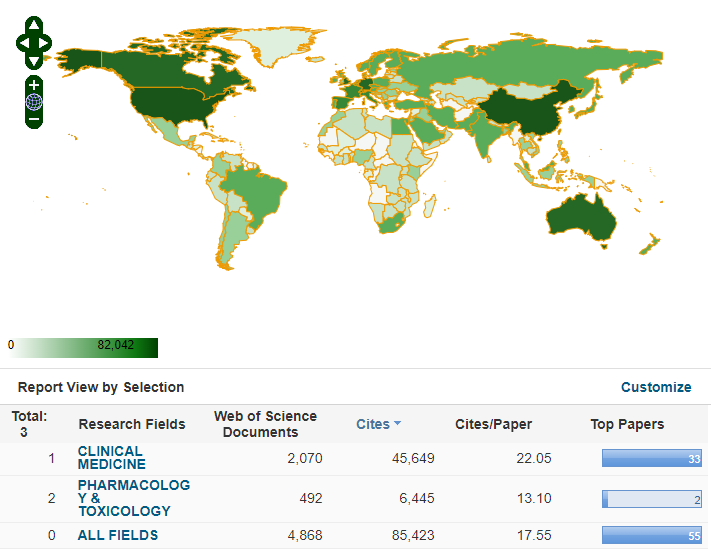 +
−
0 82,042
Report View by Selection Customize
Total:
3
Research Fields
Web of Science
Documents
Cites
Cites/Paper
Top Papers
1
CLINICAL
MEDICINE
2,070 45,649 22.05 33
2
PHARMACOLOG
Y &
TOXICOLOGY
492 6,445 13.10 2
0 ALL FIELDS 4,868 85,423 17.55 55